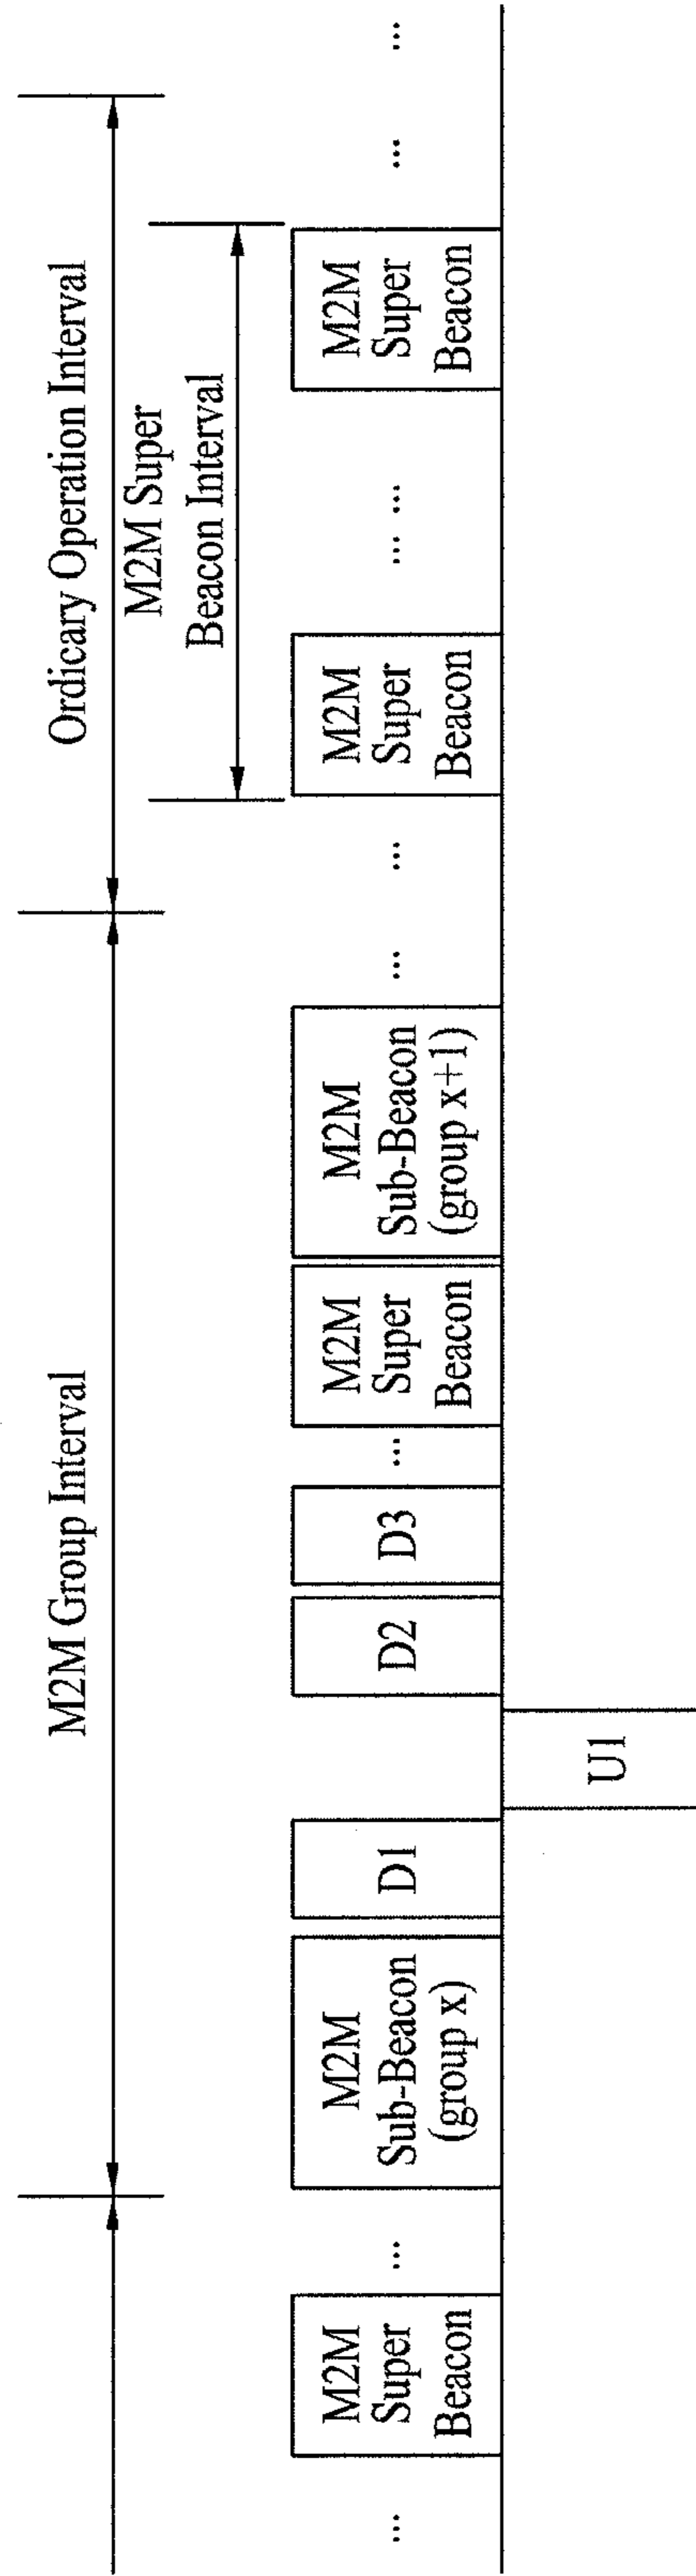 M2M Group Interval
Ordicary Operation Interval
M2M Super
Beacon Interval
...
M2M
Super
Beacon
...
M2M
Sub-Beacon
(group x)
D1
U1
D2
D3
...
M2M
Super
Beacon
M2M
Sub-Beacon
(group x+1)
...
...
M2M
Super
Beacon
... ...
M2M
Super
Beacon
...
...